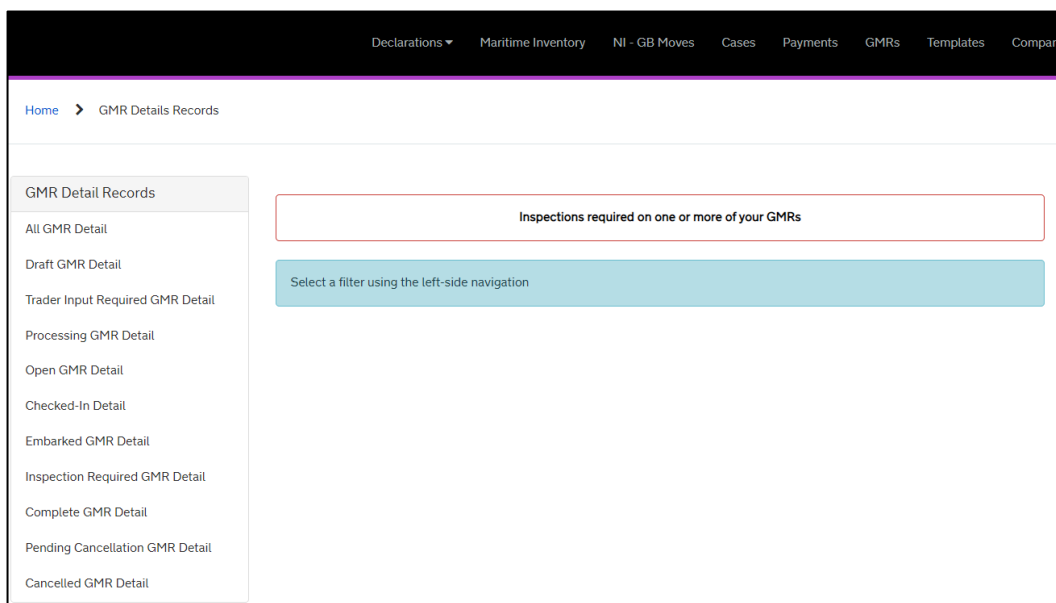 Declarations Maritime Inventory NI - GB Moves Cases Payments GMRs Templates Compar
Home GMR Details Records
GMR Detail Records
All GMR Detail
Draft GMR Detail
Trader Input Required GMR Detail
Processing GMR Detail
Open GMR Detail
Checked-In Detail
Embarked GMR Detail
Inspection Required GMR Detail
Complete GMR Detail
Pending Cancellation GMR Detail
Cancelled GMR Detail
Inspections required on one or more of your GMRs
Select a filter using the left-side navigation